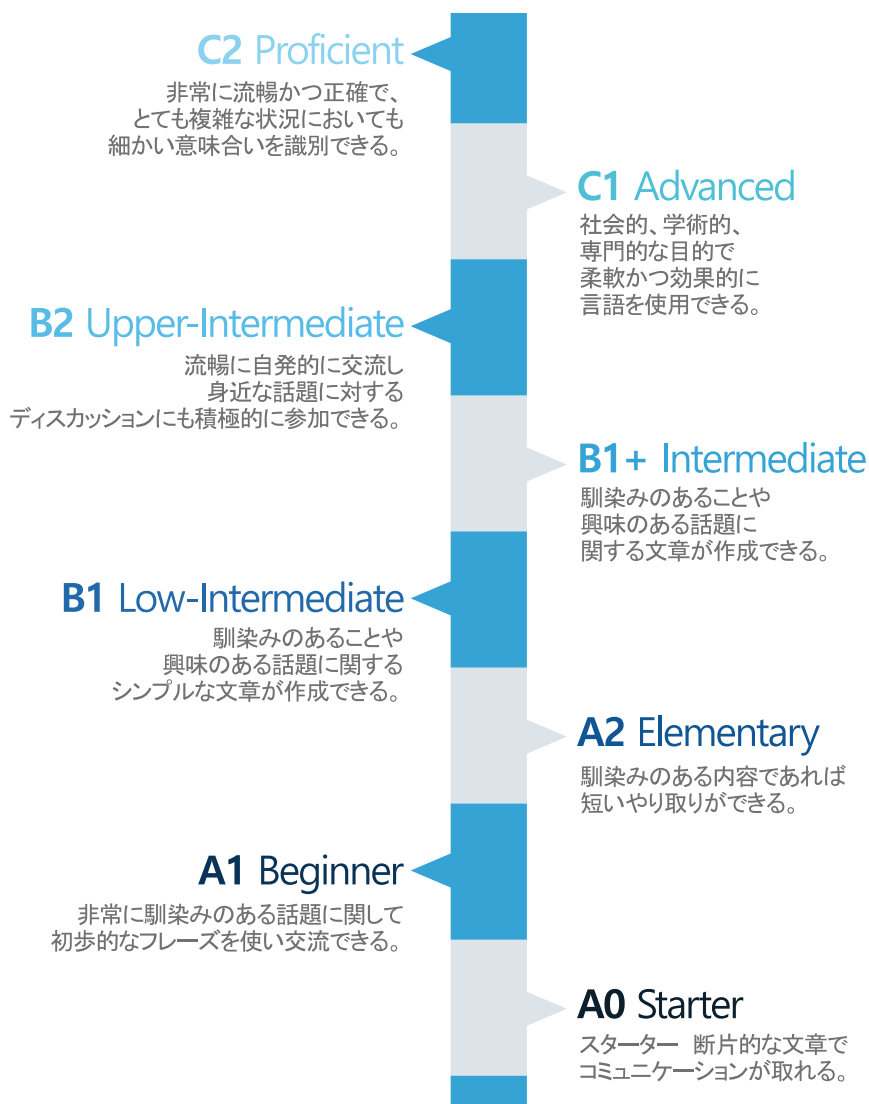 C2 Proficient
非常に流暢かつ正確で、
とても複雑な状況においても
細かい意味合いを識別できる。
C1 Advanced
社会的、学術的、
専門的な目的で
柔軟かつ効果的に
言語を使用できる。
B2 Upper-Intermediate
流暢に自発的に交流し
身近な話題に対する
ディスカッションにも積極的に参加できる。
B1+ Intermediate
馴染みのあることや
興味のある話題に
関する文章が作成できる。
B1 Low-Intermediate
馴染みのあることや
興味のある話題に関する
シンプルな文章が作成できる。
A2 Elementary
馴染みのある内容であれば
短いやり取りができる。
A1 Beginner
非常に馴染みのある話題に関して
初歩的なフレーズを使い交流できる。
A0 Starter
スターター　断片的な文章で
コミュニケーションが取れる。